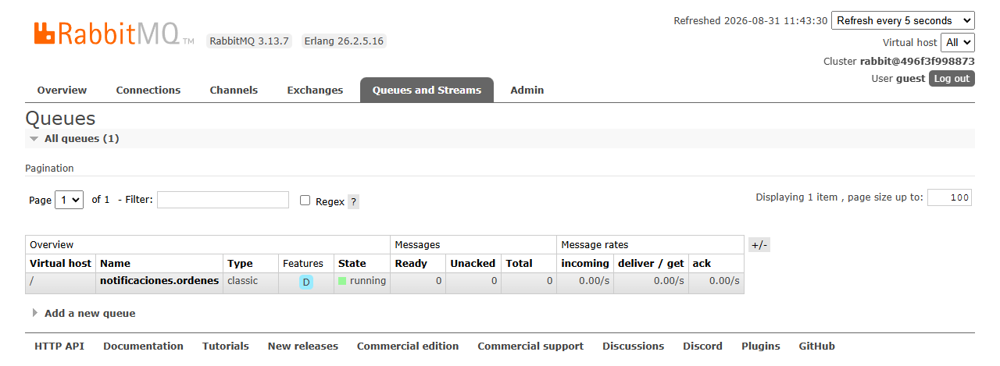 Refreshed 2026-08-31 11:43:30 Refresh every 5 seconds
RabbitMQ TM RabbitMQ 3.13.7 Erlang 26.2.5.16
Virtual host All
Cluster rabbit@496f3f998873
User guest Log out
Overview Connections Channels Exchanges Queues and Streams Admin
Queues
All queues (1)
Pagination
Page 1 of 1 - Filter: Regex ? Displaying 1 item , page size up to: 100
Overview Messages Message rates +/-
Virtual host Name Type Features State Ready Unacked Total incoming deliver / get ack
/ notificaciones.ordenes classic D running 0 0 0 0.00/s 0.00/s 0.00/s
Add a new queue
HTTP API Documentation Tutorials New releases Commercial edition Commercial support Discussions Discord Plugins GitHub